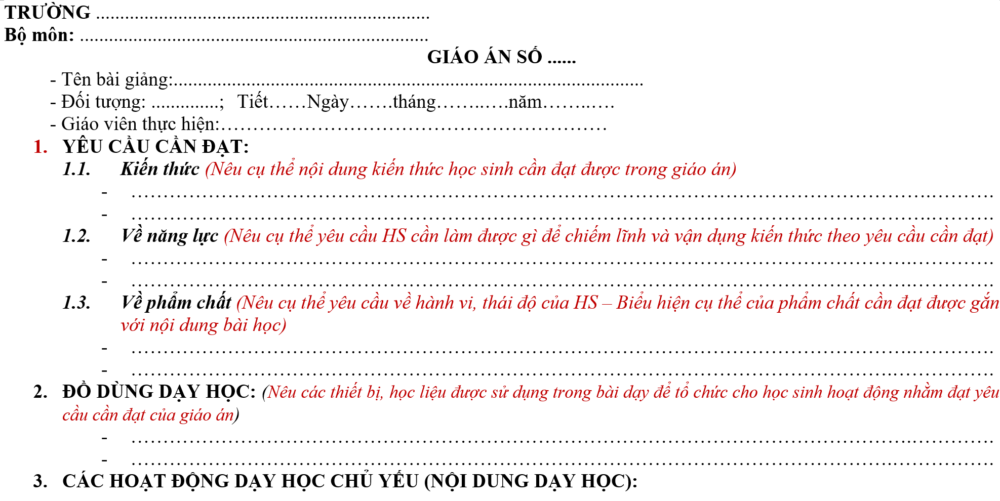 TRƯỜNG ......................................................................
Bộ môn: .........................................................................
GIÁO ÁN SỐ ......
- Tên bài giảng:..................................................................................................
- Đối tượng: ..............; Tiết……Ngày…….tháng……..….năm……..….
- Giáo viên thực hiện:……………………………………………………
1. YÊU CẦU CẦN ĐẠT:
1.1. Kiến thức (Nêu cụ thể nội dung kiến thức học sinh cần đạt được trong giáo án)
- ……………………………………………………………………………………………………………..…………
- ……………………………………………………………………………………………………………..…………
1.2. Về năng lực (Nêu cụ thể yêu cầu HS cần làm được gì để chiếm lĩnh và vận dụng kiến thức theo yêu cầu cần đạt)
- ……………………………………………………………………………………………………………..…………
- ……………………………………………………………………………………………………………..…………
1.3. Về phẩm chất (Nêu cụ thể yêu cầu về hành vi, thái độ của HS – Biểu hiện cụ thể của phẩm chất cần đạt được gắn
với nội dung bài học)
- ……………………………………………………………………………………………………………..…………
- ……………………………………………………………………………………………………………..…………
2. ĐỒ DÙNG DẠY HỌC: (Nêu các thiết bị, học liệu được sử dụng trong bài dạy để tổ chức cho học sinh hoạt động nhằm đạt yêu
cầu cần đạt của giáo án)
- ……………………………………………………………………………………………………………..…………
- ……………………………………………………………………………………………………………..…………
3. CÁC HOẠT ĐỘNG DẠY HỌC CHỦ YẾU (NỘI DUNG DẠY HỌC):